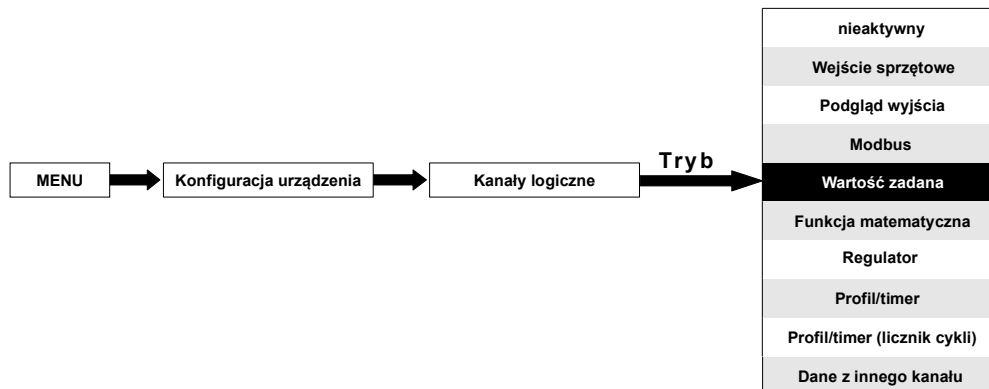 MENU
Konfiguracja urządzenia
Kanały logiczne
Tryb
nieaktywny
Wejście sprzętowe
Podgląd wyjścia
Modbus
Wartość zadana
Funkcja matematyczna
Regulator
Profil/timer
Profil/timer (licznik cykli)
Dane z innego kanału